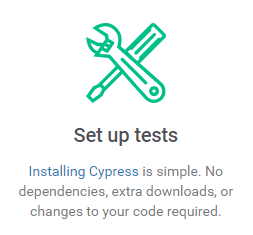 Set up tests
Installing Cypress is simple. No
dependencies, extra downloads, or
changes to your code required.